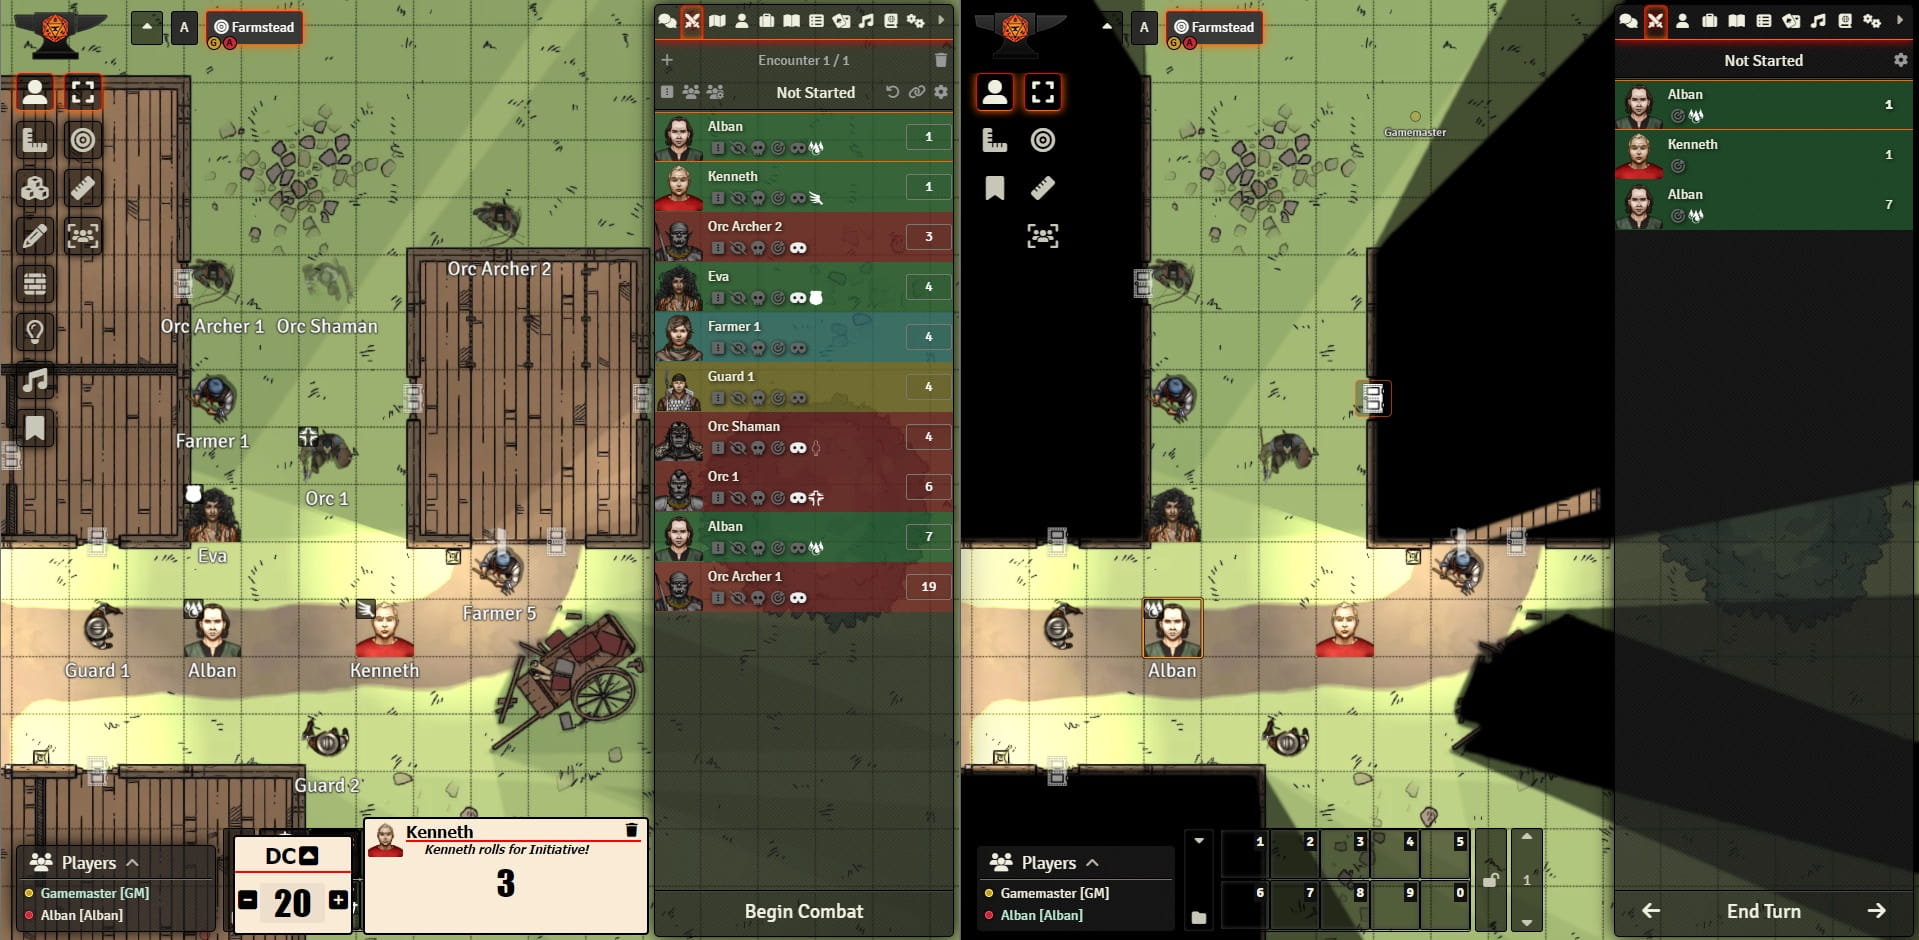 A
Farmstead
G A
Encounter 1 / 1
Not Started
Alban
1
Kenneth
1
Orc Archer 2
3
Eva
4
Farmer 1
4
Guard 1
4
Orc Shaman
4
Orc 1
6
Alban
7
Orc Archer 1
19
Begin Combat
Orc Archer 2
Orc Archer 1
Orc Shaman
Farmer 1
Orc 1
Eva
Farmer 5
Guard 1
Alban
Kenneth
Guard 2
Players
Gamemaster [GM]
Alban [Alban]
DC
20
Kenneth
Kenneth rolls for Initiative!
3
A
Farmstead
G A
Gamemaster
Not Started
Alban
1
Kenneth
1
Alban
7
Alban
Players
Gamemaster [GM]
Alban [Alban]
1 2 3 4 5
6 7 8 9 0
1
End Turn